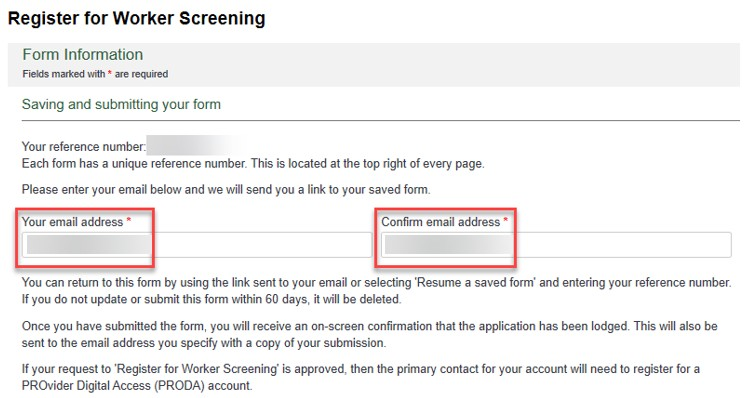 Register for Worker Screening
Form Information
Fields marked with * are required
Saving and submitting your form
Your reference number:
Each form has a unique reference number. This is located at the top right of every page.
Please enter your email below and we will send you a link to your saved form.
Your email address *
Confirm email address *
You can return to this form by using the link sent to your email or selecting 'Resume a saved form' and entering your reference number.
If you do not update or submit this form within 60 days, it will be deleted.
Once you have submitted the form, you will receive an on-screen confirmation that the application has been lodged. This will also be
sent to the email address you specify with a copy of your submission.
If your request to 'Register for Worker Screening' is approved, then the primary contact for your account will need to register for a
PROvider Digital Access (PRODA) account.